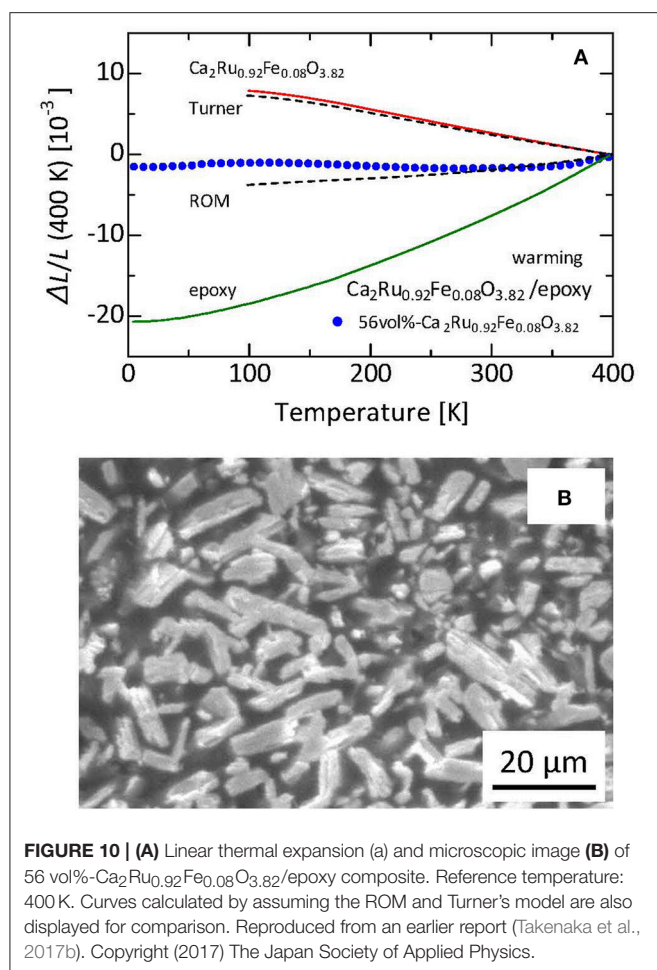 A
Ca2Ru0.92Fe0.08O3.82
Turner
ROM
epoxy
warming
Ca2Ru0.92Fe0.08O3.82/epoxy
56vol%-Ca2Ru0.92Fe0.08O3.82
10
0
-10
-20
ΔL/L (400 K) [10-3]
0 100 200 300 400
Temperature [K]
B
20 μm
FIGURE 10 | (A) Linear thermal expansion (a) and microscopic image (B) of
56 vol%-Ca2Ru0.92Fe0.08O3.82/epoxy composite. Reference temperature:
400 K. Curves calculated by assuming the ROM and Turner's model are also
displayed for comparison. Reproduced from an earlier report (Takenaka et al.,
2017b). Copyright (2017) The Japan Society of Applied Physics.